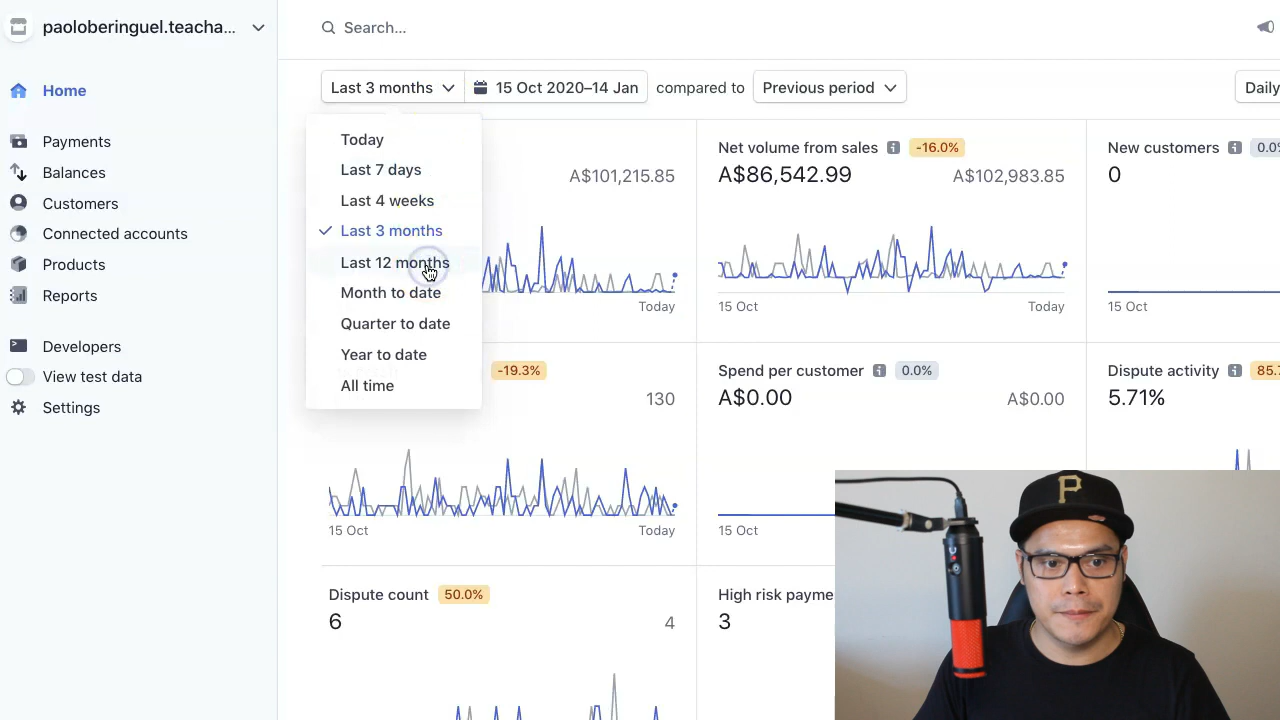 paoloberinguel.teacha...
Search...
Home
Payments
Balances
Customers
Connected accounts
Products
Reports
Developers
View test data
Settings
Last 3 months
15 Oct 2020–14 Jan
compared to
Previous period
Daily
Today
Last 7 days
Last 4 weeks
Last 3 months
Last 12 months
Month to date
Quarter to date
Year to date
All time
A$101,215.85
Today
Net volume from sales
-16.0%
A$86,542.99
A$102,983.85
15 Oct
Today
New customers
0.0%
0
15 Oct
-19.3%
130
15 Oct
Today
Spend per customer
0.0%
A$0.00
A$0.00
15 Oct
Dispute activity
85.7
5.71%
Dispute count
50.0%
6
4
High risk payme
3
P